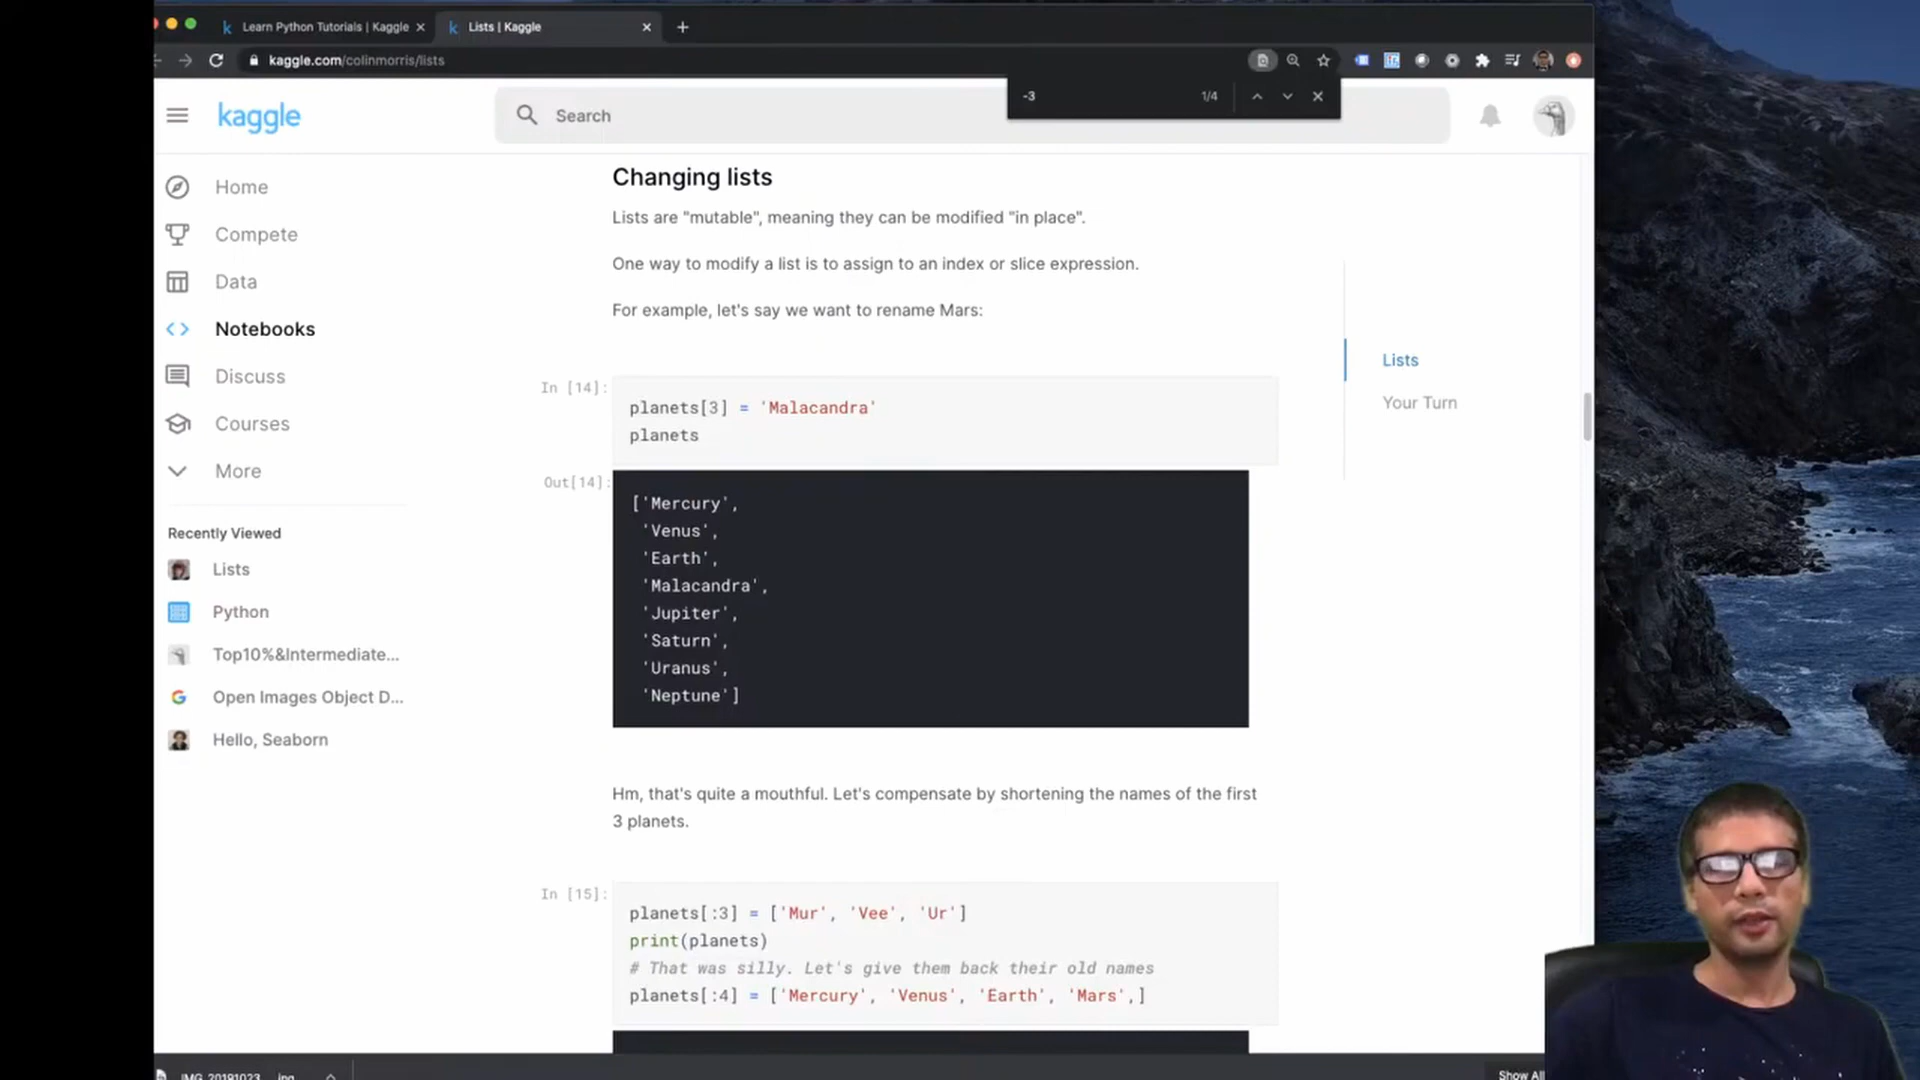 Learn Python Tutorials | Kaggle
Lists | Kaggle
kaggle.com/colinmorris/lists
-3
1/4
kaggle
Search
Home
Compete
Data
Notebooks
Discuss
Courses
More
Recently Viewed
Lists
Python
Top10%&Intermediate...
Open Images Object D...
Hello, Seaborn
Changing lists
Lists are "mutable", meaning they can be modified "in place".
One way to modify a list is to assign to an index or slice expression.
For example, let's say we want to rename Mars:
In [14]:
planets[3] = 'Malacandra'
planets
Out[14]:
['Mercury',
'Venus',
'Earth',
'Malacandra',
'Jupiter',
'Saturn',
'Uranus',
'Neptune']
Hm, that's quite a mouthful. Let's compensate by shortening the names of the first
3 planets.
In [15]:
planets[:3] = ['Mur', 'Vee', 'Ur']
print(planets)
# That was silly. Let's give them back their old names
planets[:4] = ['Mercury', 'Venus', 'Earth', 'Mars',]
Lists
Your Turn
Show All